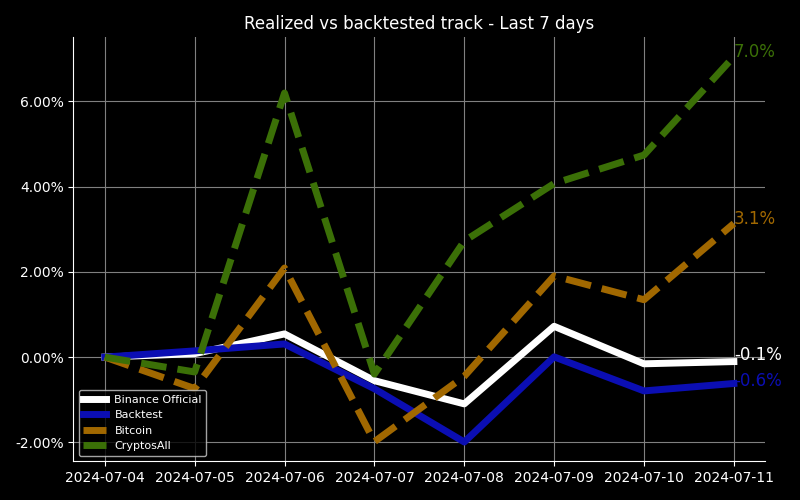 Realized vs backtested track - Last 7 days
7.0%
6.00%
4.00%
3.1%
2.00%
0.00%
-0.1%
-0.6%
-2.00%
Binance Official
Backtest
Bitcoin
CryptosAll
2024-07-04 2024-07-05 2024-07-06 2024-07-07 2024-07-08 2024-07-09 2024-07-10 2024-07-11